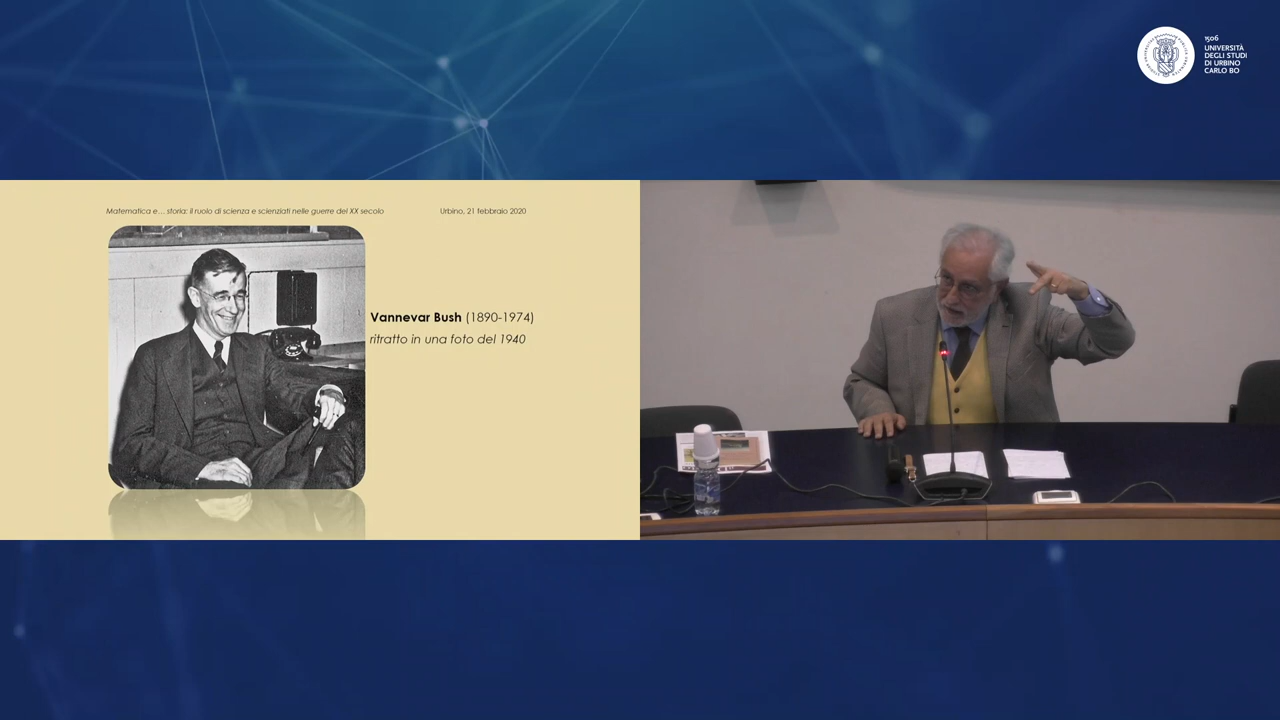 1506
UNIVERSITÀ
DEGLI STUDI
DI URBINO
CARLO BO
Matematica e… storia: il ruolo di scienza e scienziati nelle guerre del XX secolo
Urbino, 21 febbraio 2020
Vannevar Bush (1890-1974)
ritratto in una foto del 1940